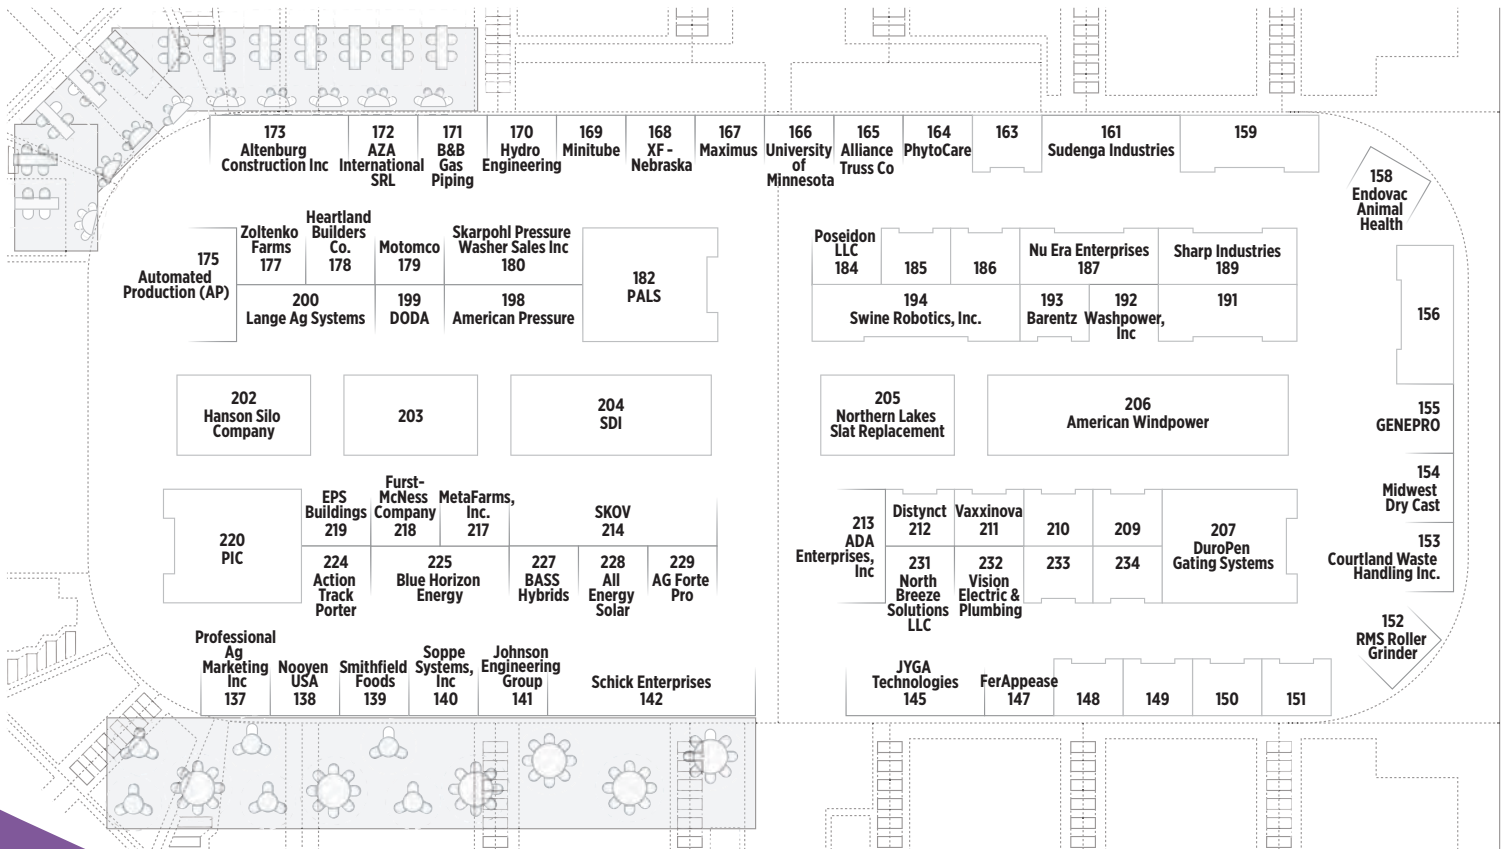 173
Altenburg
Construction Inc
172
AZA
International
SRL
171
B&B
Gas
Piping
170
Hydro
Engineering
169
Minitube
168
XF -
Nebraska
167
Maximus
166
University
of
Minnesota
165
Alliance
Truss Co
164
PhytoCare
163
161
Sudenga Industries
159
158
Endovac
Animal
Health
175
Automated
Production (AP)
Zoltenko
Farms
177
Heartland
Builders
Co.
178
Motomco
179
Skarpohl Pressure
Washer Sales Inc
180
182
PALS
Poseidon
LLC
184
185
186
Nu Era Enterprises
187
Sharp Industries
189
200
Lange Ag Systems
199
DODA
198
American Pressure
194
Swine Robotics, Inc.
193
Barentz
192
Washpower,
Inc
191
156
202
Hanson Silo
Company
203
204
SDI
205
Northern Lakes
Slat Replacement
206
American Windpower
155
GENEPRO
154
Midwest
Dry Cast
153
Courtland Waste
Handling Inc.
152
RMS Roller
Grinder
220
PIC
EPS
Buildings
219
Furst-
McNess
Company
218
MetaFarms,
Inc.
217
SKOV
214
213
ADA
Enterprises,
Inc
Distynct
212
Vaxxinova
211
210
209
207
DuroPen
Gating Systems
224
Action
Track
Porter
225
Blue Horizon
Energy
227
BASS
Hybrids
228
All
Energy
Solar
229
AG Forte
Pro
231
North
Breeze
Solutions
LLC
232
Vision
Electric &
Plumbing
233
234
Professional
Ag
Marketing
Inc
137
Nooyen
USA
138
Smithfield
Foods
139
Soppe
Systems,
Inc
140
Johnson
Engineering
Group
141
Schick Enterprises
142
JYGA
Technologies
145
FerAppease
147
148
149
150
151